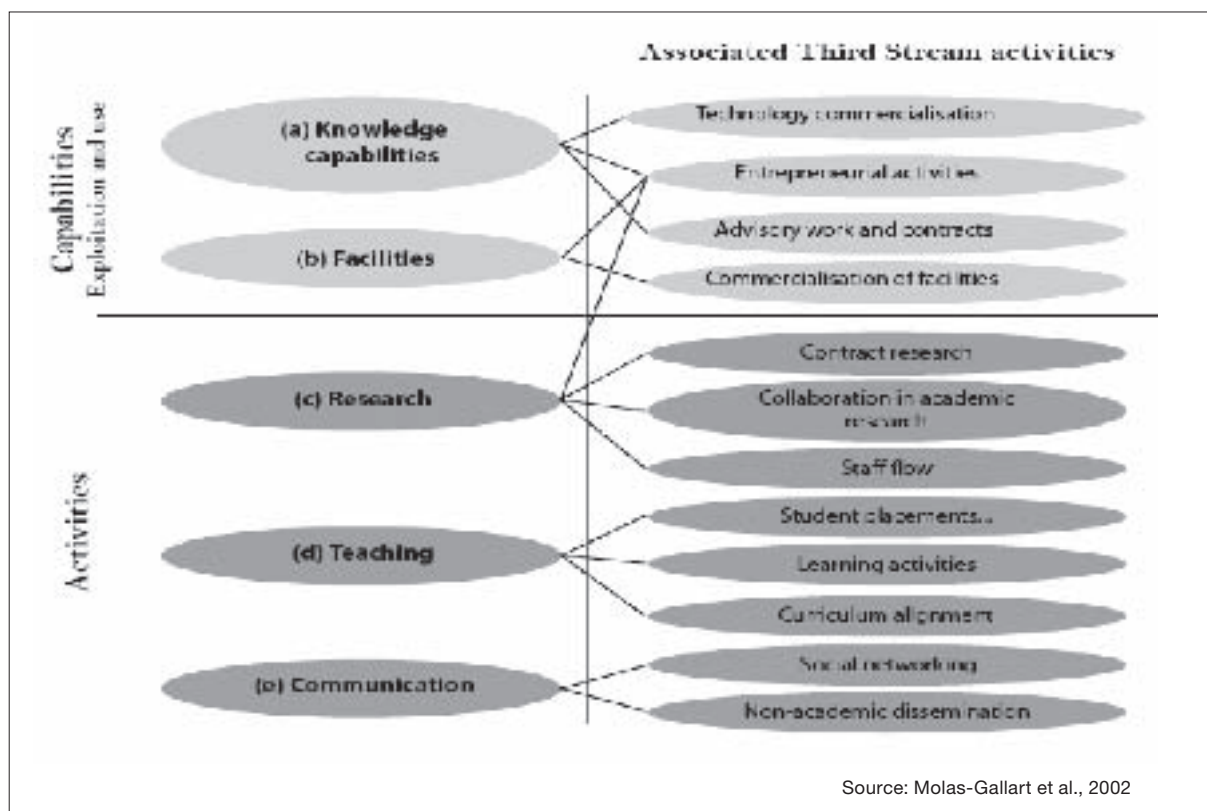 Associated Third Stream activities
Capabilities
Exploitation and use
(a) Knowledge
capabilities
Technology commercialisation
Entrepreneurial activities
(b) Facilities
Advisory work and contracts
Commercialisation of facilities
Activities
(c) Research
Contract research
Collaboration in academic
research
Staff flow
(d) Teaching
Student placements...
Learning activities
Curriculum alignment
(e) Communication
Social networking
Non-academic dissemination
Source: Molas-Gallart et al., 2002